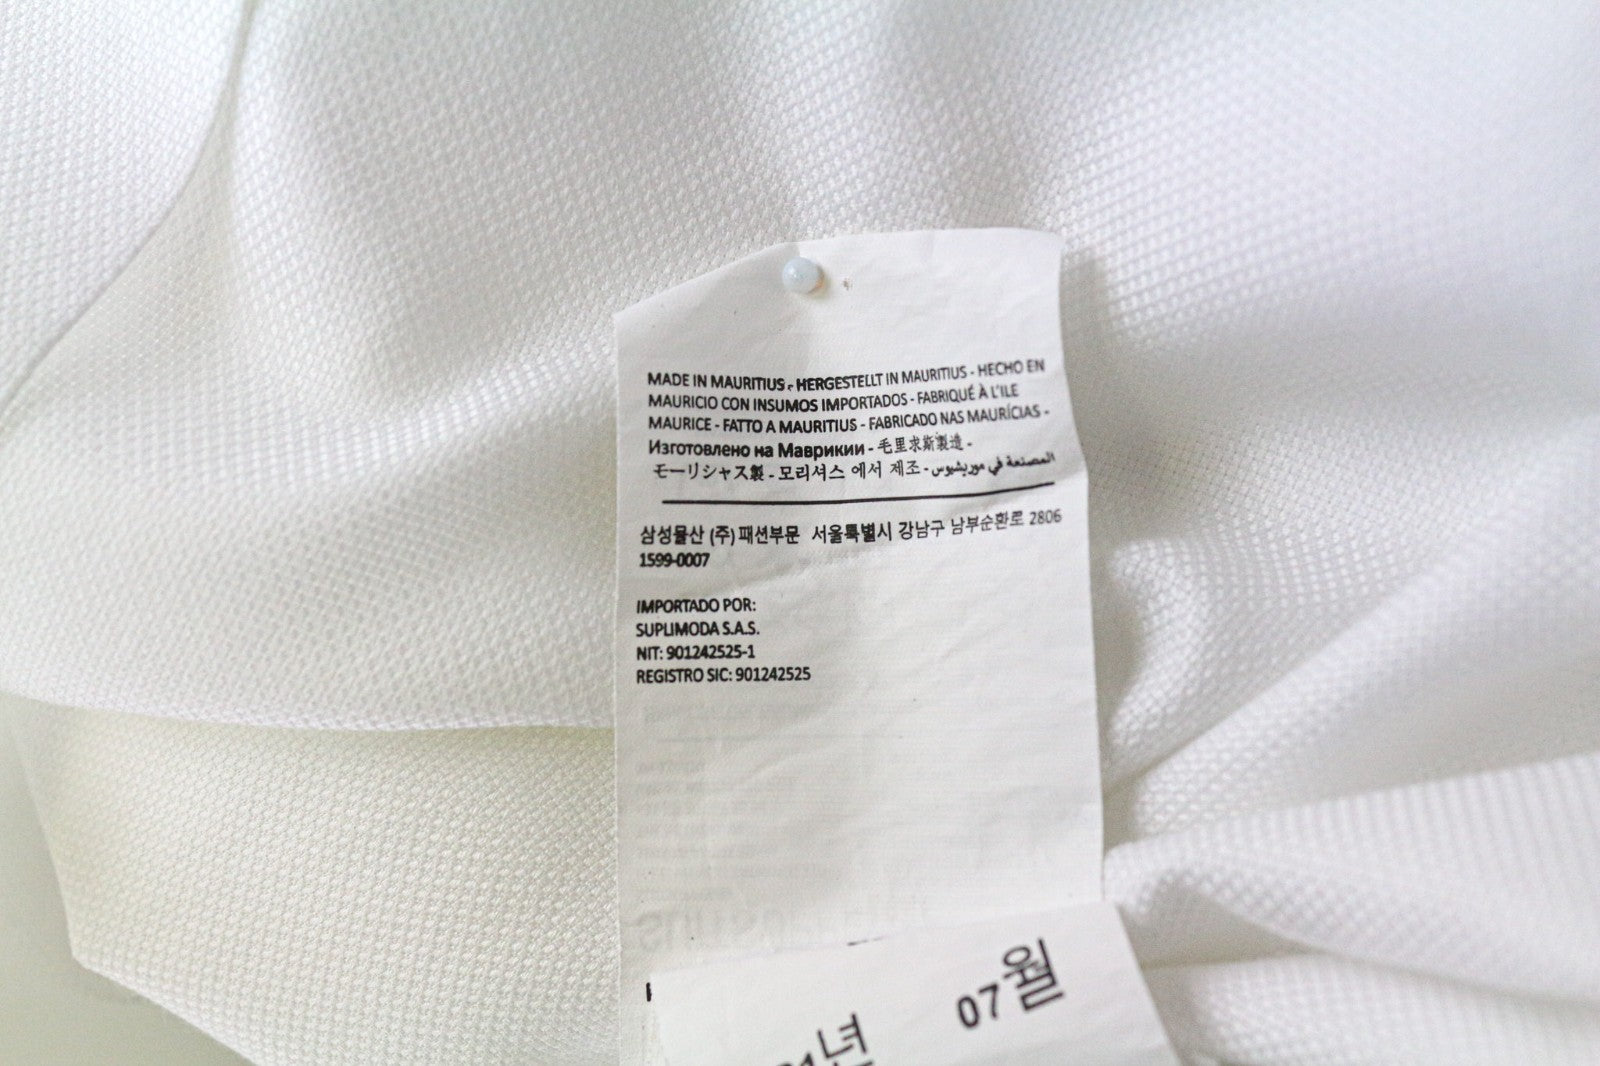 MADE IN MAURITIUS - HERGESTELLT IN MAURITIUS - HECHO EN
MAURICIO CON INSUMOS IMPORTADOS - FABRIQUÉ À L'ILE
MAURICE - FATTO A MAURITIUS - FABRICADO NAS MAURÍCIAS -
Изготовлено на Маврикии - 毛里求斯製造 -
モーリシャス製 - 모리셔스 에서 제조 - المصنعة في موريشيوس
삼성물산 (주)패션부문 서울특별시 강남구 남부순환로 2806
1599-0007
IMPORTADO POR:
SUPLIMODA S.A.S.
NIT: 901242525-1
REGISTRO SIC: 901242525
년 07월